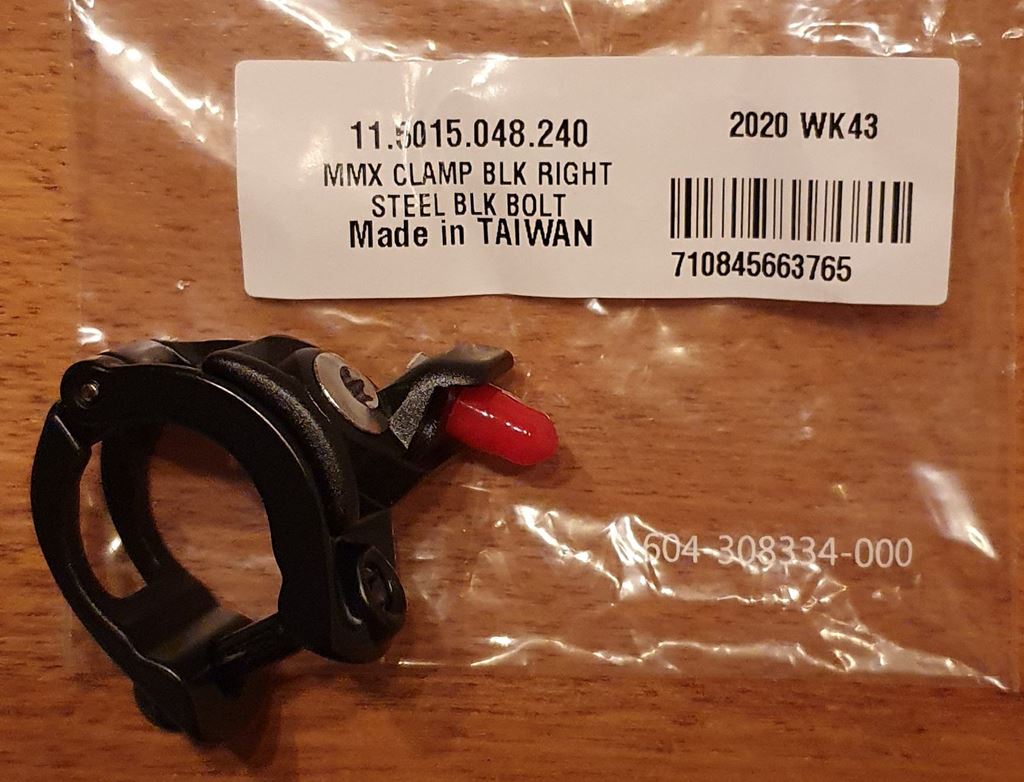 11.5015.048.240
MMX CLAMP BLK RIGHT
STEEL BLK BOLT
Made in TAIWAN
2020 WK43
710845663765
604-308334-000